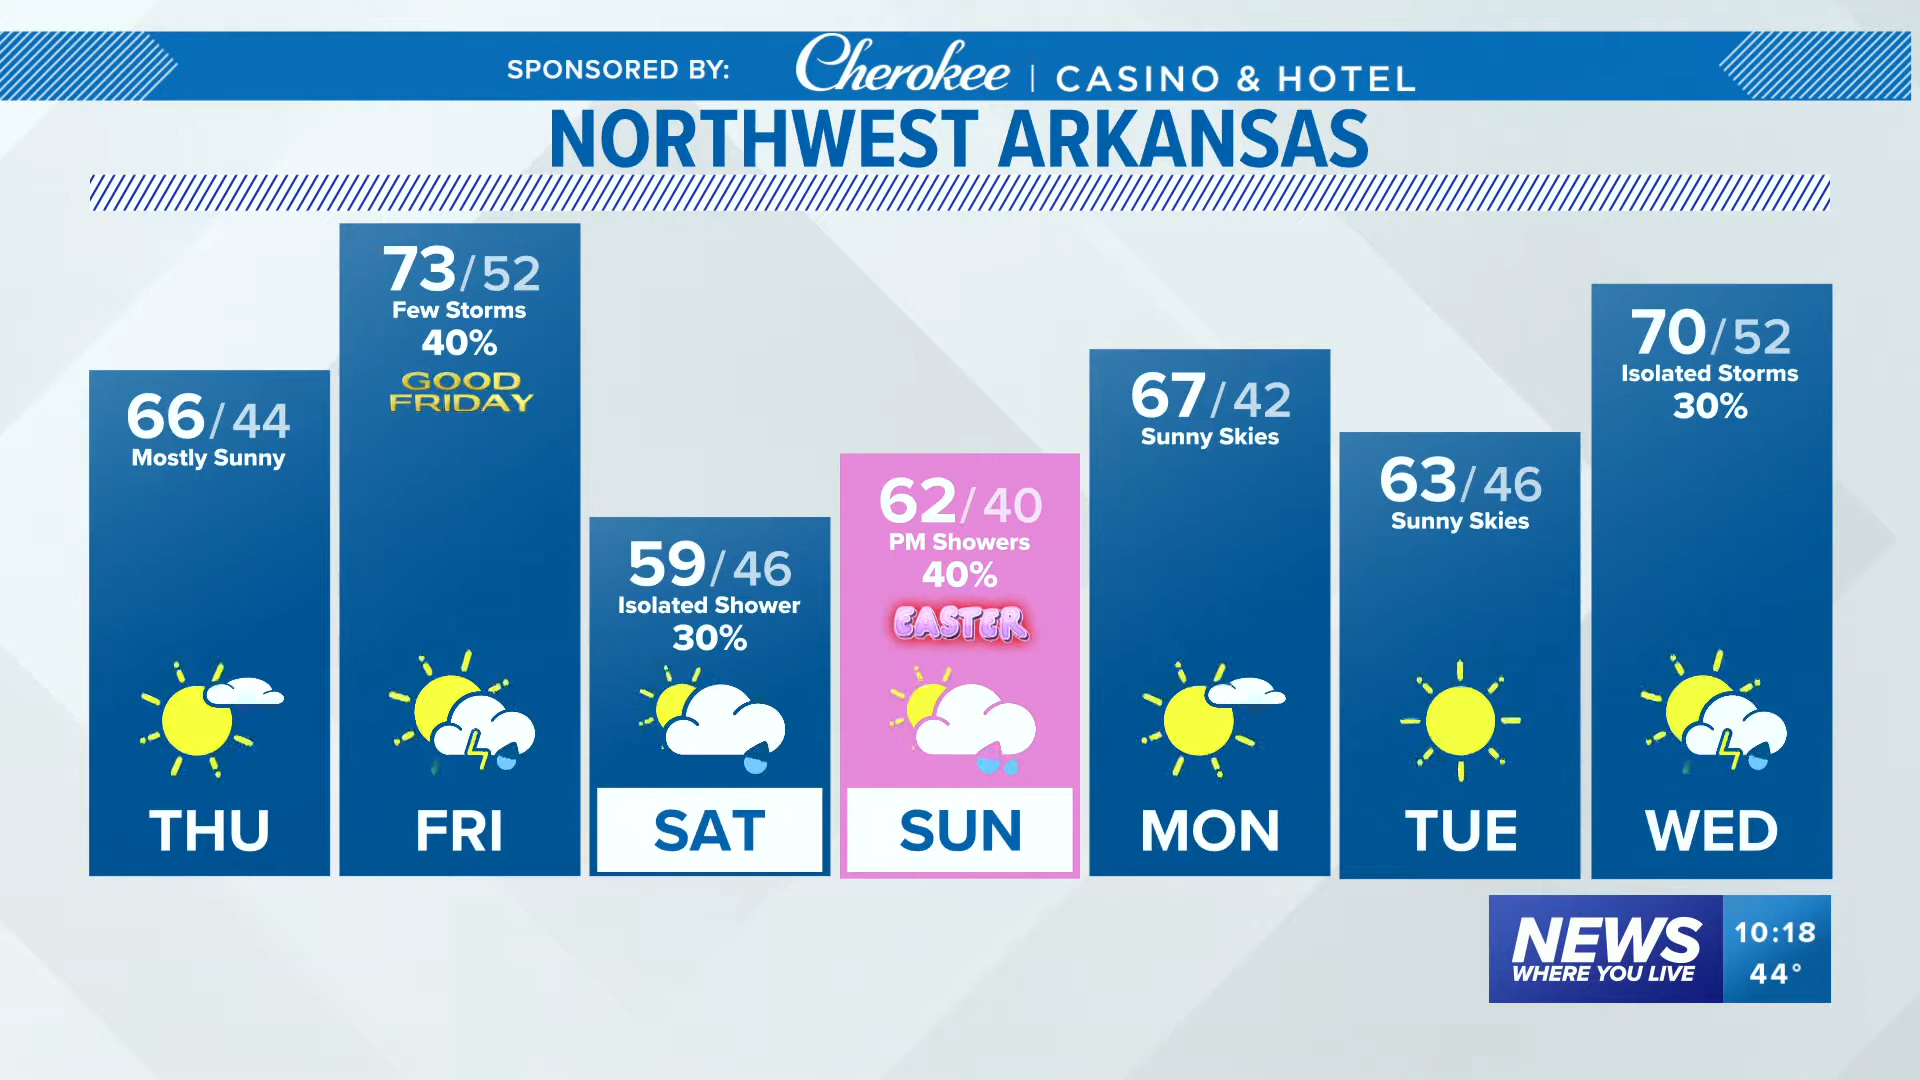 SPONSORED BY: Cherokee | CASINO & HOTEL
NORTHWEST ARKANSAS
66/44
Mostly Sunny
THU
73/52
Few Storms
40%
GOOD
FRIDAY
FRI
59/46
Isolated Shower
30%
SAT
62/40
PM Showers
40%
EASTER
SUN
67/42
Sunny Skies
MON
63/46
Sunny Skies
TUE
70/52
Isolated Storms
30%
WED
NEWS
WHERE YOU LIVE
10:18
44°